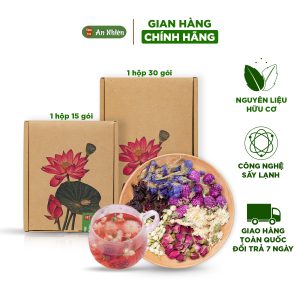 An Nhiên
GIAN HÀNG
CHÍNH HÃNG
1 hộp 30 gói
1 hộp 15 gói
NGUYÊN LIỆU
HỮU CƠ
CÔNG NGHỆ
SẤY LẠNH
GIAO HÀNG
TOÀN QUỐC
ĐỔI TRẢ 7 NGÀY